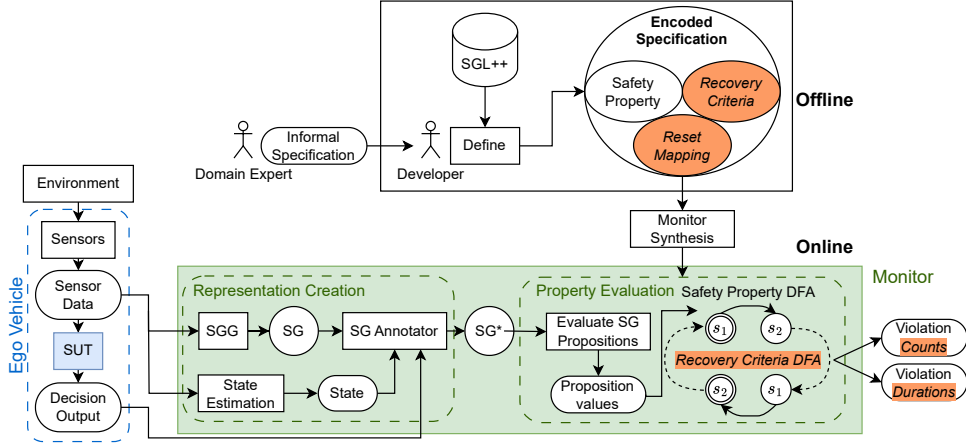 Encoded
Specification
SGL++
Safety
Property
Recovery
Criteria
Reset
Mapping
Offline
Informal
Specification
Define
Domain Expert
Developer
Environment
Monitor
Synthesis
Online
Monitor
Ego Vehicle
Sensors
Sensor
Data
SUT
Decision
Output
Representation Creation
SGG
SG
SG Annotator
State
Estimation
State
SG*
Property Evaluation
Safety Property DFA
Evaluate SG
Propositions
Proposition
values
s₁
s₂
Recovery Criteria DFA
s₂
s₁
Violation
Counts
Violation
Durations